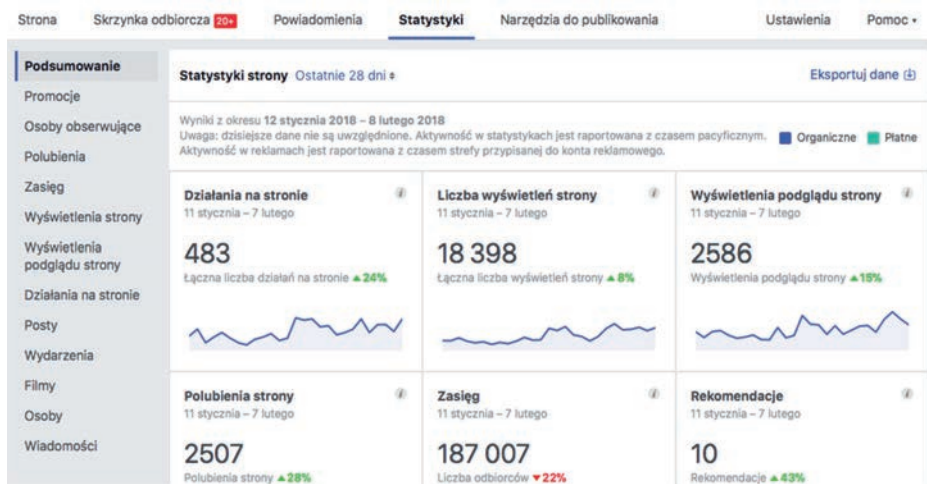 Strona Skrzynka odbiorcza 20+ Powiadomienia Statystyki Narzędzia do publikowania Ustawienia Pomoc
Podsumowanie
Promocje
Osoby obserwujące
Polubienia
Zasięg
Wyświetlenia strony
Wyświetlenia
podglądu strony
Działania na stronie
Posty
Wydarzenia
Filmy
Osoby
Wiadomości
Statystyki strony Ostatnie 28 dni Eksportuj dane
Wyniki z okresu 12 stycznia 2018 – 8 lutego 2018
Uwaga: dzisiejsze dane nie są uwzględnione. Aktywność w statystykach jest raportowana z czasem pacyficznym.
Aktywność w reklamach jest raportowana z czasem strefy przypisanej do konta reklamowego.
Organiczne Płatne
Działania na stronie
11 stycznia – 7 lutego
483
Łączna liczba działań na stronie ▲24%
Liczba wyświetleń strony
11 stycznia – 7 lutego
18 398
Łączna liczba wyświetleń strony ▲8%
Wyświetlenia podglądu strony
11 stycznia – 7 lutego
2586
Wyświetlenia podglądu strony ▲15%
Polubienia strony
11 stycznia – 7 lutego
2507
Polubienia strony ▲28%
Zasięg
11 stycznia – 7 lutego
187 007
Liczba odbiorców ▼22%
Rekomendacje
11 stycznia – 7 lutego
10
Rekomendacje ▲43%